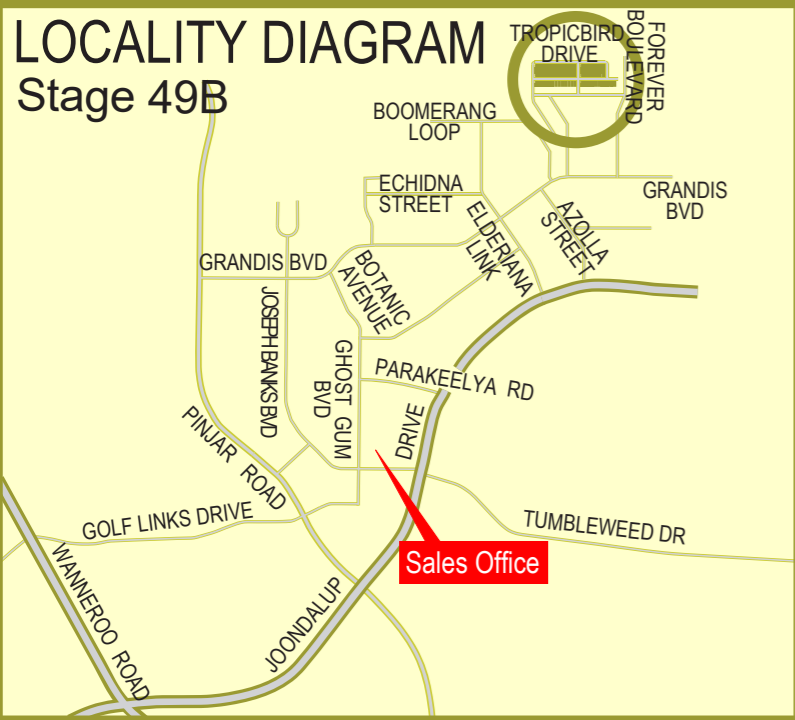 LOCALITY DIAGRAM
Stage 49B
TROPICBIRD
DRIVE
FOREVER
BOULEVARD
BOOMERANG
LOOP
ECHIDNA
STREET
GRANDIS
BVD
ELDERIANA
LINK
AZOLLA
STREET
GRANDIS BVD
BOTANIC
AVENUE
JOSEPH BANKS BVD
GHOST GUM
BVD
PARAKEELYA RD
PINJAR ROAD
DRIVE
GOLF LINKS DRIVE
TUMBLEWEED DR
Sales Office
WANNEROO ROAD
JOONDALUP